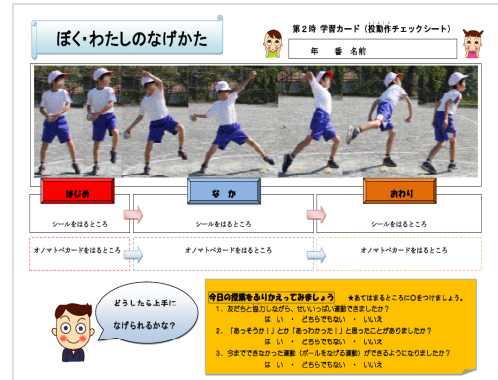 ぼく・わたしのなげかた
第2時 学習カード（投動作チェックシート）
年 番 名前
はじめ
なか
おわり
シールをはるところ
シールをはるところ
シールをはるところ
オノマトペカードをはるところ
オノマトペカードをはるところ
オノマトペカードをはるところ
どうしたら上手に
なげられるかな？
今日の授業をふりかえってみましょう ★あてはまるところに○をつけましょう。
1．友だちと協力しながら、せいいっぱい運動できましたか？
はい ・ どちらでもない ・ いいえ
2．「あっそうか！」とか「あっわかった！」と思ったことがありましたか？
はい ・ どちらでもない ・ いいえ
3．今までできなかった運動（ボールをなげる運動）ができるようになりましたか？
はい ・ どちらでもない ・ いいえ